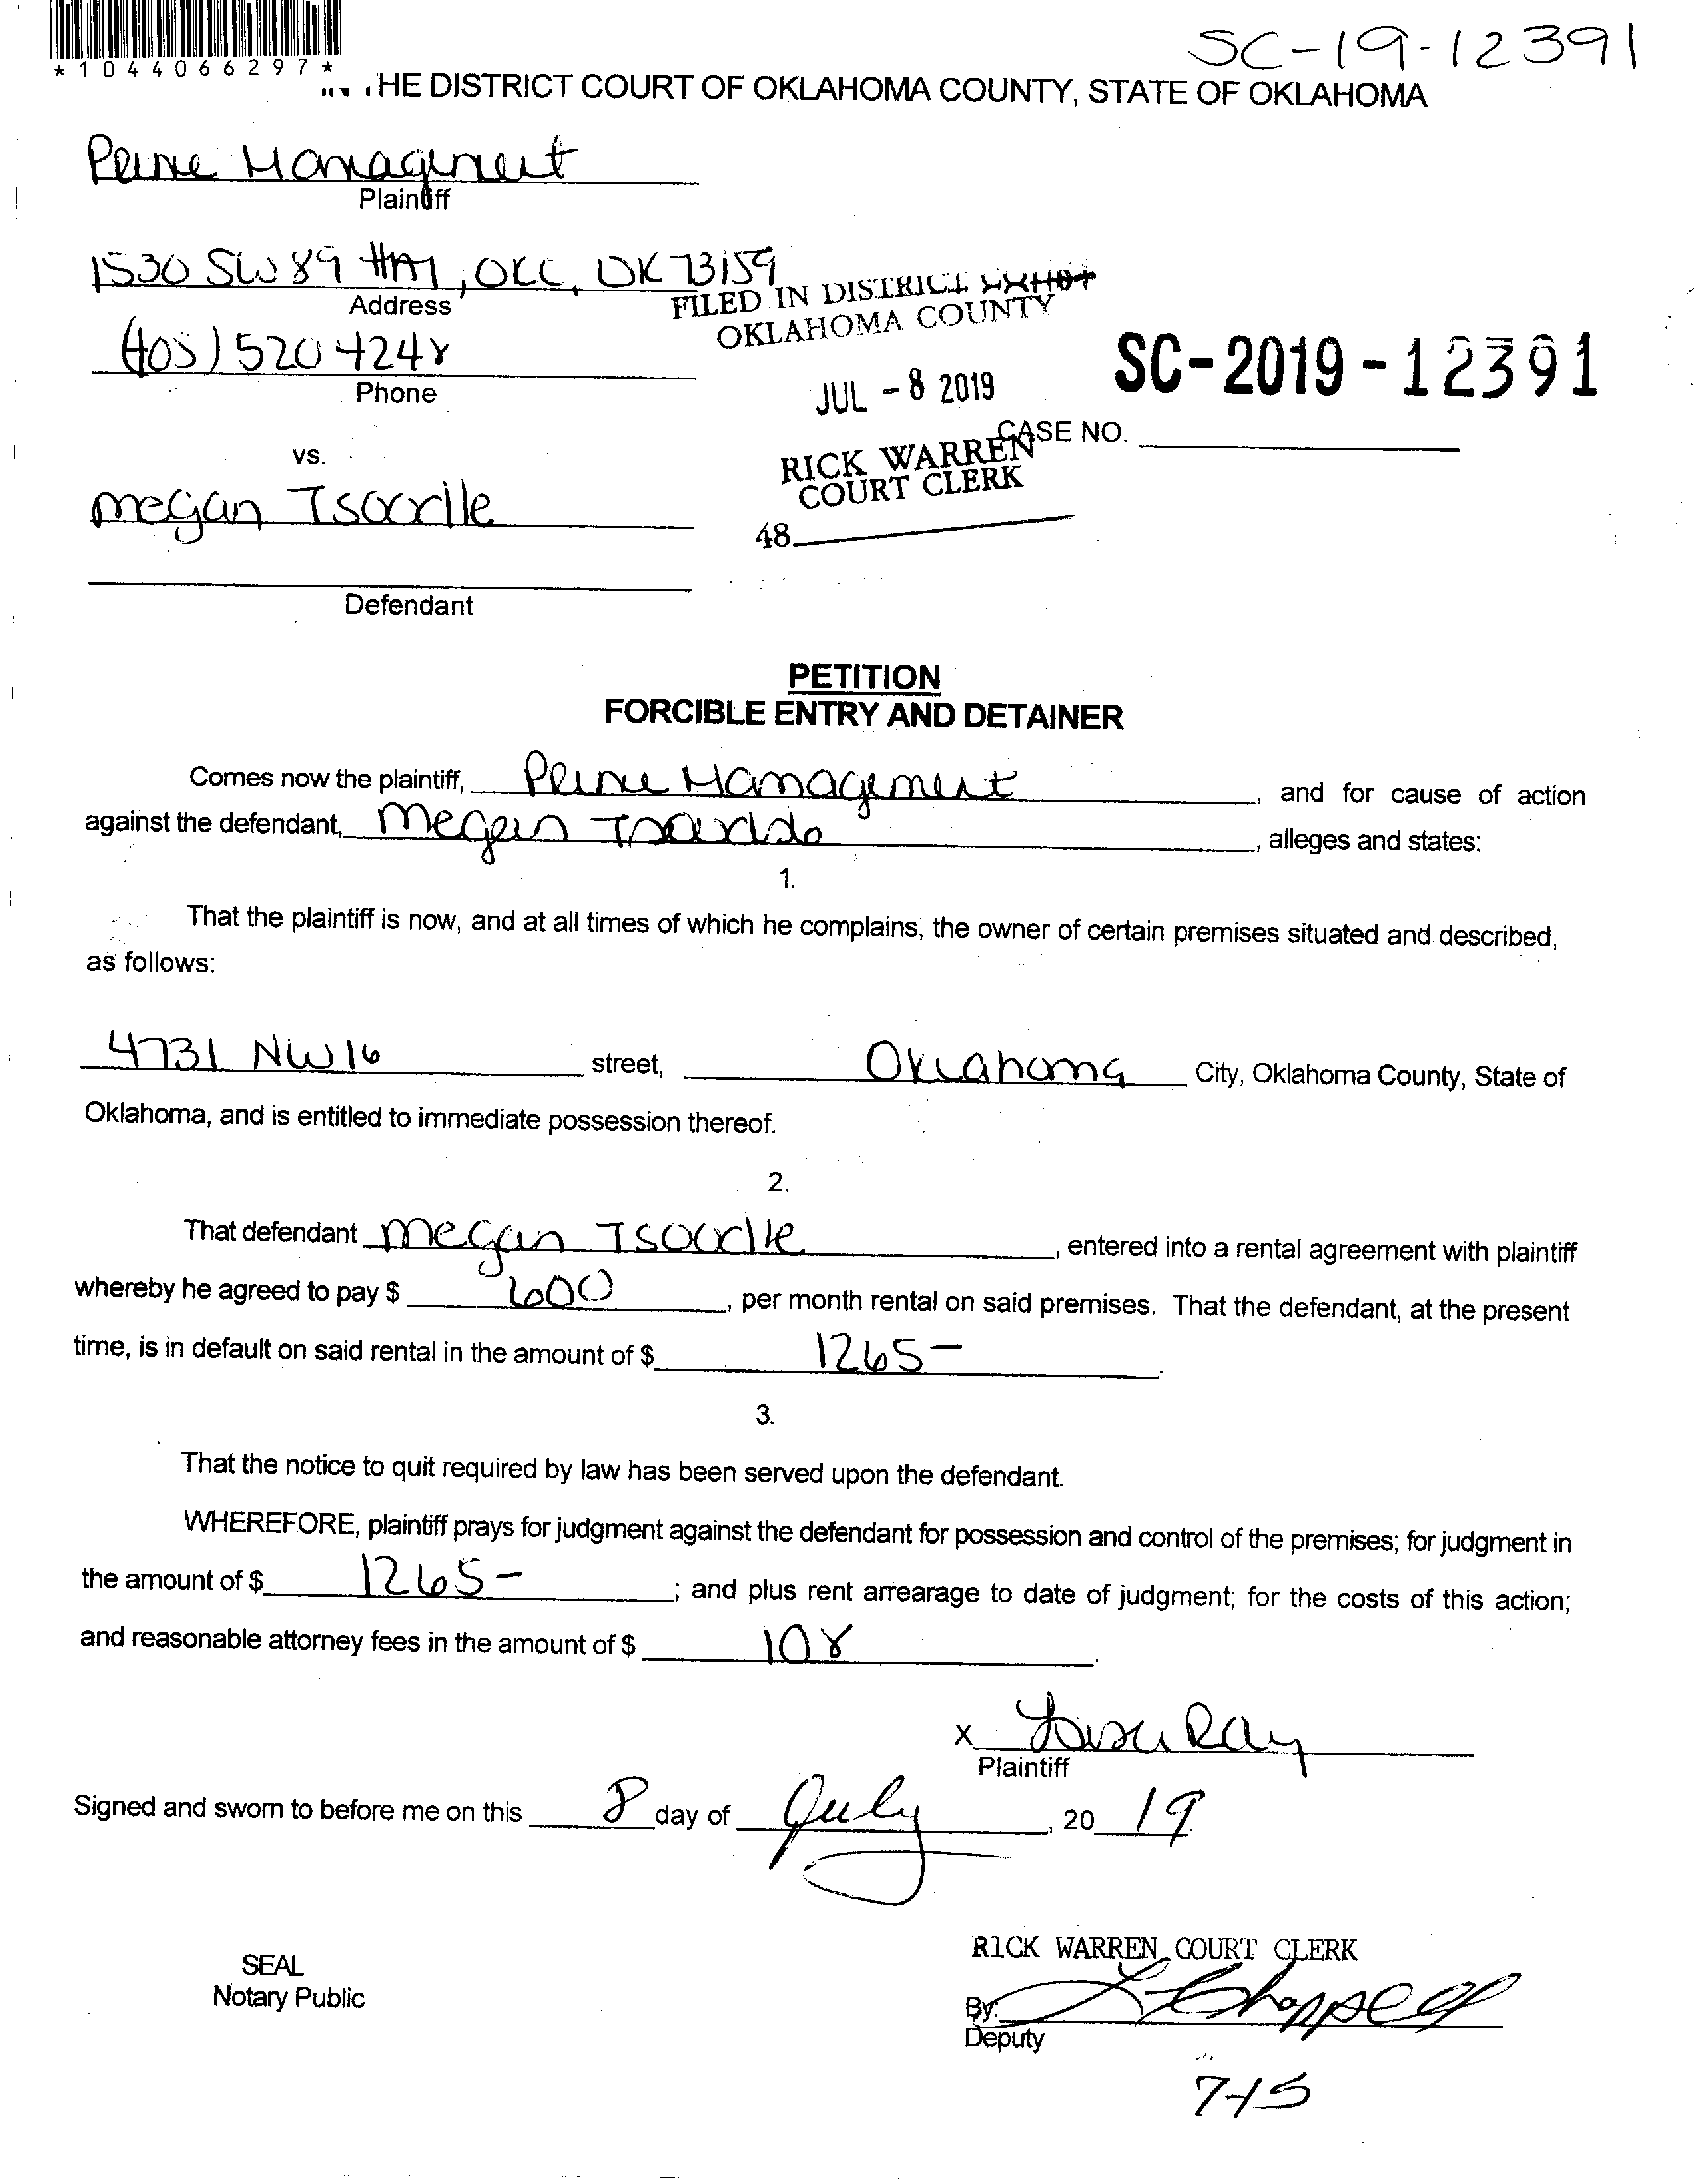 *1044066297*
SC-19-12391
HE DISTRICT COURT OF OKLAHOMA COUNTY, STATE OF OKLAHOMA
Management
Plaintiff
1530 SW 89, OKC, OK 73159
Address
FILED IN DISTRICT
OKLAHOMA COUNTY
(405) 520 4248
Phone
SC-2019-12391
JUL - 8 2019
CASE NO.
RICK WARREN
COURT CLERK
vs.
megan
48
Defendant
PETITION
FORCIBLE ENTRY AND DETAINER
Comes now the plaintiff, Management, and for cause of action
against the defendant, Megan, alleges and states:
1.
That the plaintiff is now, and at all times of which he complains, the owner of certain premises situated and described,
as follows:
4731 NW 16 street, Oklahoma City, Oklahoma County, State of
Oklahoma, and is entitled to immediate possession thereof.
2.
That defendant megan, entered into a rental agreement with plaintiff
whereby he agreed to pay $ 600, per month rental on said premises. That the defendant, at the present
time, is in default on said rental in the amount of $ 1265-.
3.
That the notice to quit required by law has been served upon the defendant.
WHEREFORE, plaintiff prays for judgment against the defendant for possession and control of the premises; for judgment in
the amount of $ 1265-; and plus rent arrearage to date of judgment; for the costs of this action;
and reasonable attorney fees in the amount of $ 108.
x Ray
Plaintiff
Signed and sworn to before me on this 8 day of July, 20 19
SEAL
Notary Public
RICK WARREN COURT CLERK
By: Chappell
Deputy
7-15